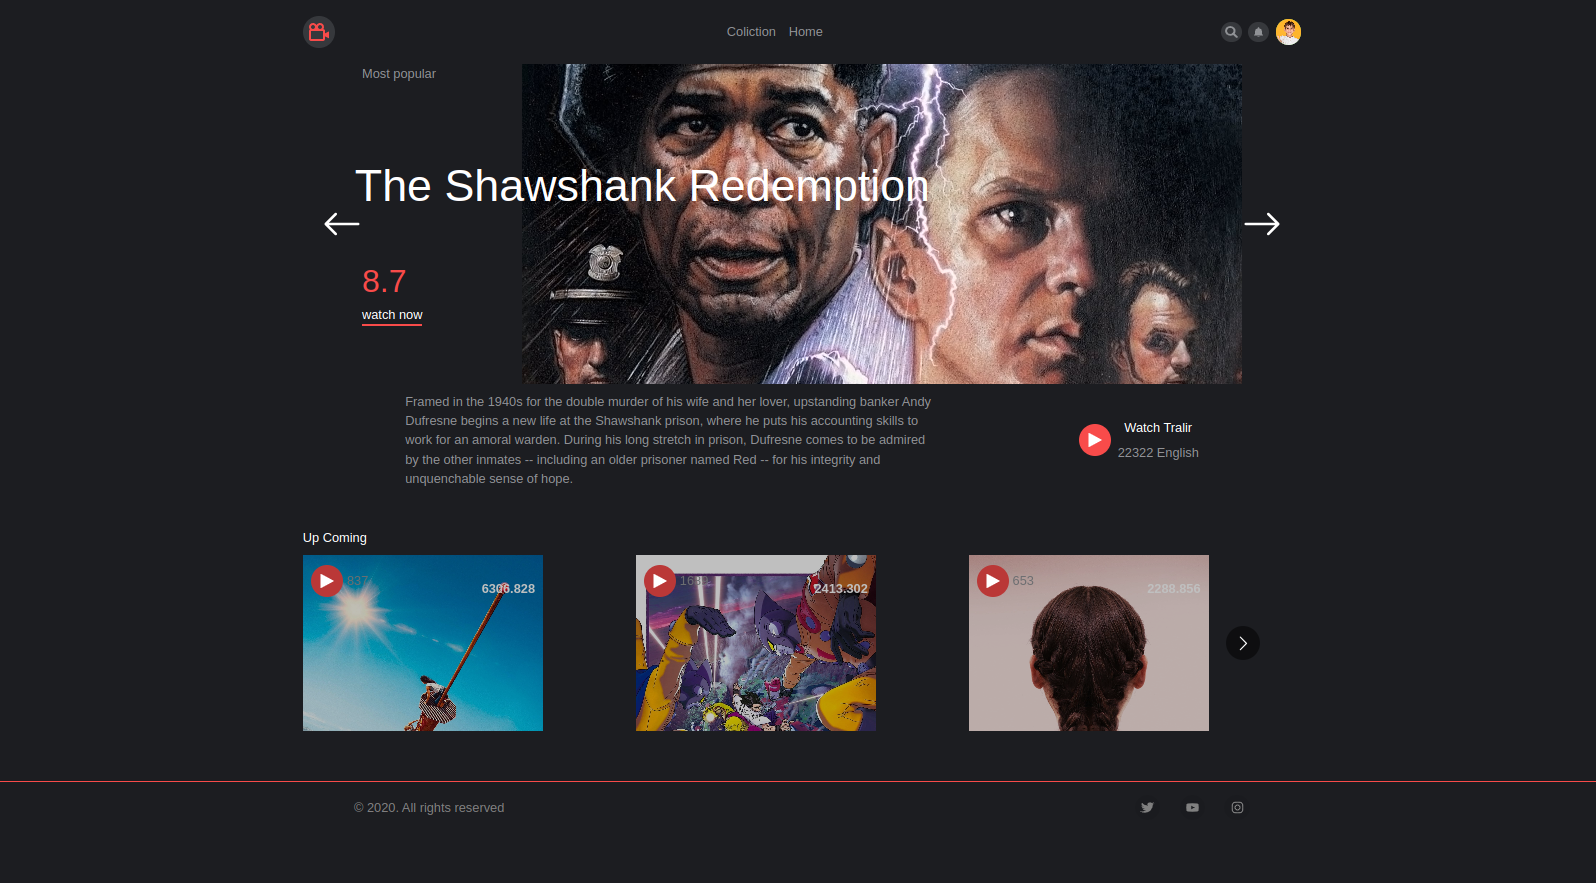 Coliction Home
Most popular
The Shawshank Redemption
8.7
watch now
Framed in the 1940s for the double murder of his wife and her lover, upstanding banker Andy
Dufresne begins a new life at the Shawshank prison, where he puts his accounting skills to
work for an amoral warden. During his long stretch in prison, Dufresne comes to be admired
by the other inmates -- including an older prisoner named Red -- for his integrity and
unquenchable sense of hope.
Watch Tralir
22322 English
Up Coming
837
6306.828
2413.302
653
2288.856
© 2020. All rights reserved